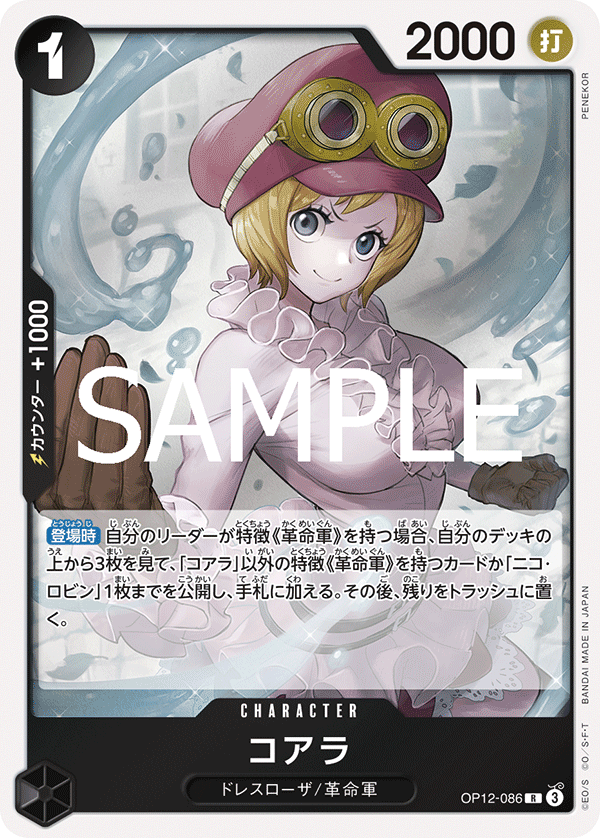 1
2000
打
PENEKOR
カウンター +1000
SAMPLE
登場時 自分のリーダーが特徴《革命軍》を持つ場合、自分のデッキの
上から3枚を見て、「コアラ」以外の特徴《革命軍》を持つカードか「ニコ・
ロビン」1枚までを公開し、手札に加える。その後、残りをトラッシュに置
く。
CHARACTER
コアラ
ドレスローザ/革命軍
OP12-086 R 3
©E.O/S ©O/S・F・T BANDAI MADE IN JAPAN